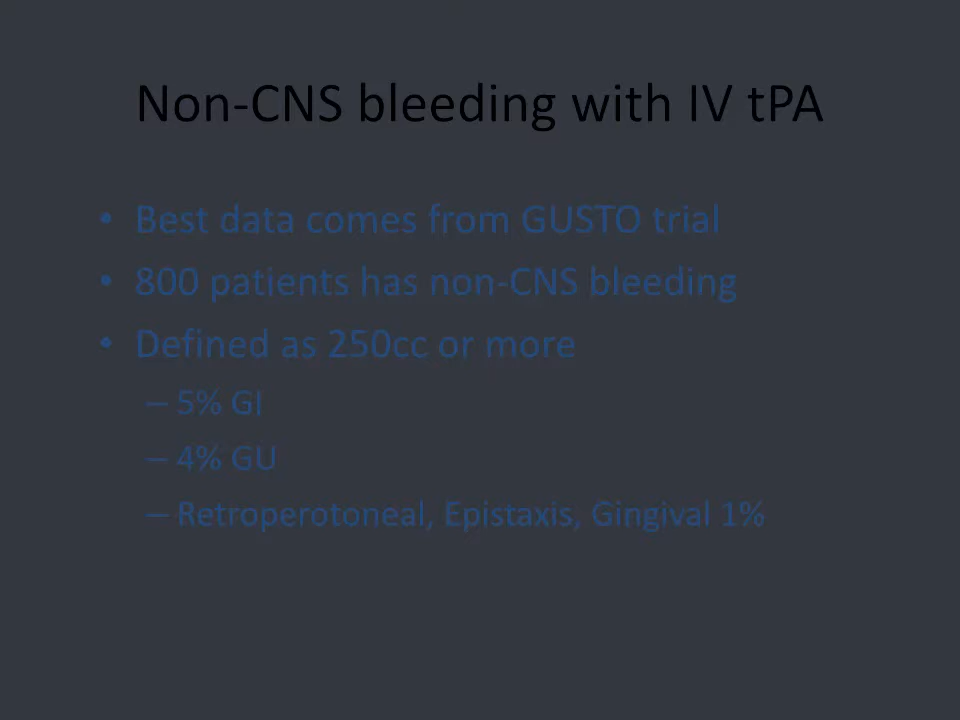 Non-CNS bleeding with IV tPA
• Best data comes from GUSTO trial
• 800 patients has non-CNS bleeding
• Defined as 250cc or more
– 5% GI
– 4% GU
– Retroperotoneal, Epistaxis, Gingival 1%